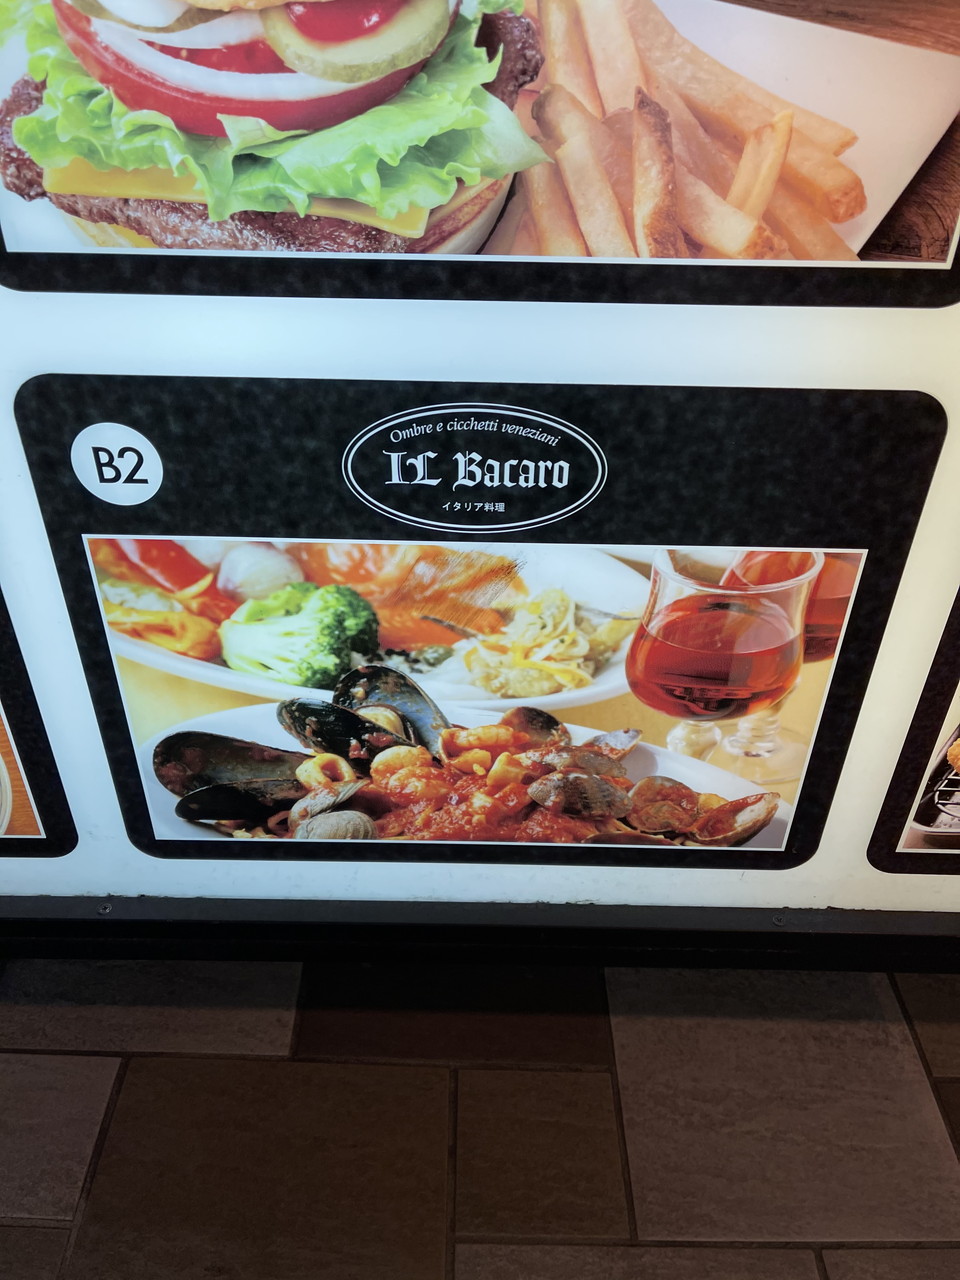 B2
Ombre e cicchetti veneziani
IL Bacaro
イタリア料理